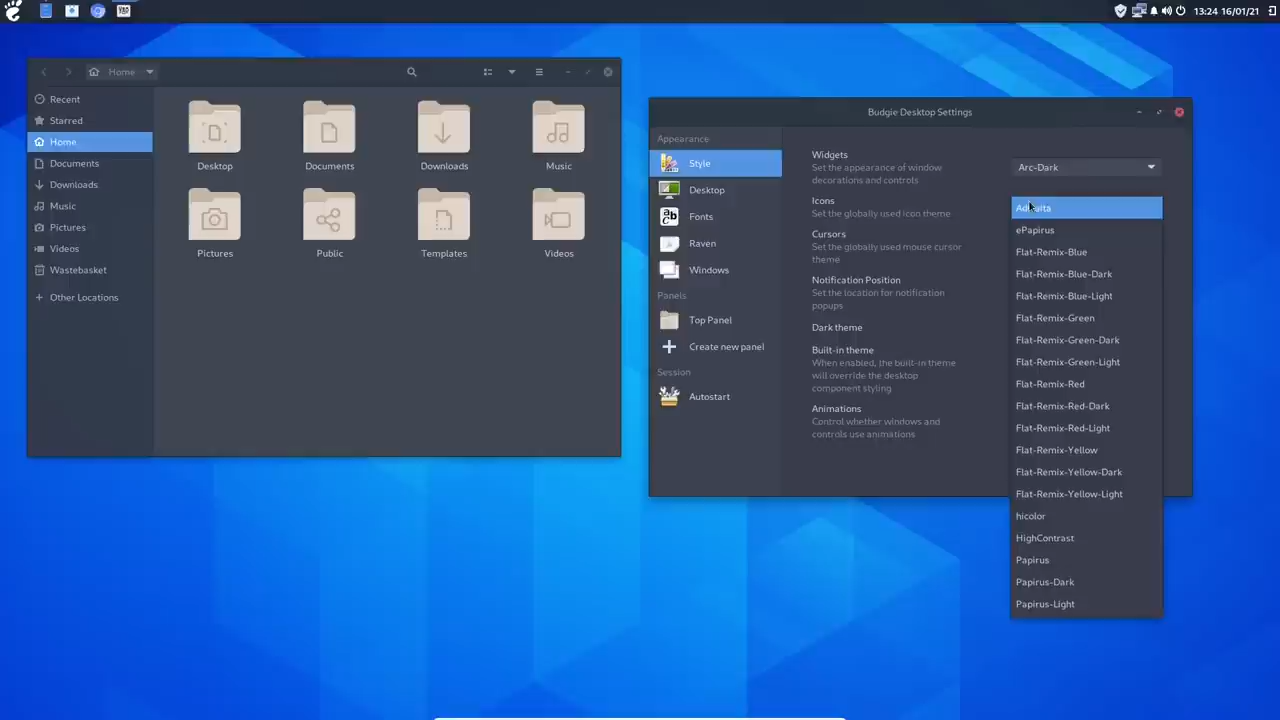 13:24 16/01/21
Home
Recent
Starred
Home
Documents
Downloads
Music
Pictures
Videos
Wastebasket
Other Locations
Desktop
Documents
Downloads
Music
Pictures
Public
Templates
Videos
Budgie Desktop Settings
Appearance
Style
Desktop
Fonts
Raven
Windows
Panels
Top Panel
Create new panel
Session
Autostart
Widgets
Set the appearance of window
decorations and controls
Arc-Dark
Icons
Set the globally used icon theme
Cursors
Set the globally used mouse cursor
theme
Notification Position
Set the location for notification
popups
Dark theme
Built-in theme
When enabled, the built-in theme
will override the desktop
component styling
Animations
Control whether windows and
controls use animations
Adwaita
ePapirus
Flat-Remix-Blue
Flat-Remix-Blue-Dark
Flat-Remix-Blue-Light
Flat-Remix-Green
Flat-Remix-Green-Dark
Flat-Remix-Green-Light
Flat-Remix-Red
Flat-Remix-Red-Dark
Flat-Remix-Red-Light
Flat-Remix-Yellow
Flat-Remix-Yellow-Dark
Flat-Remix-Yellow-Light
hicolor
HighContrast
Papirus
Papirus-Dark
Papirus-Light